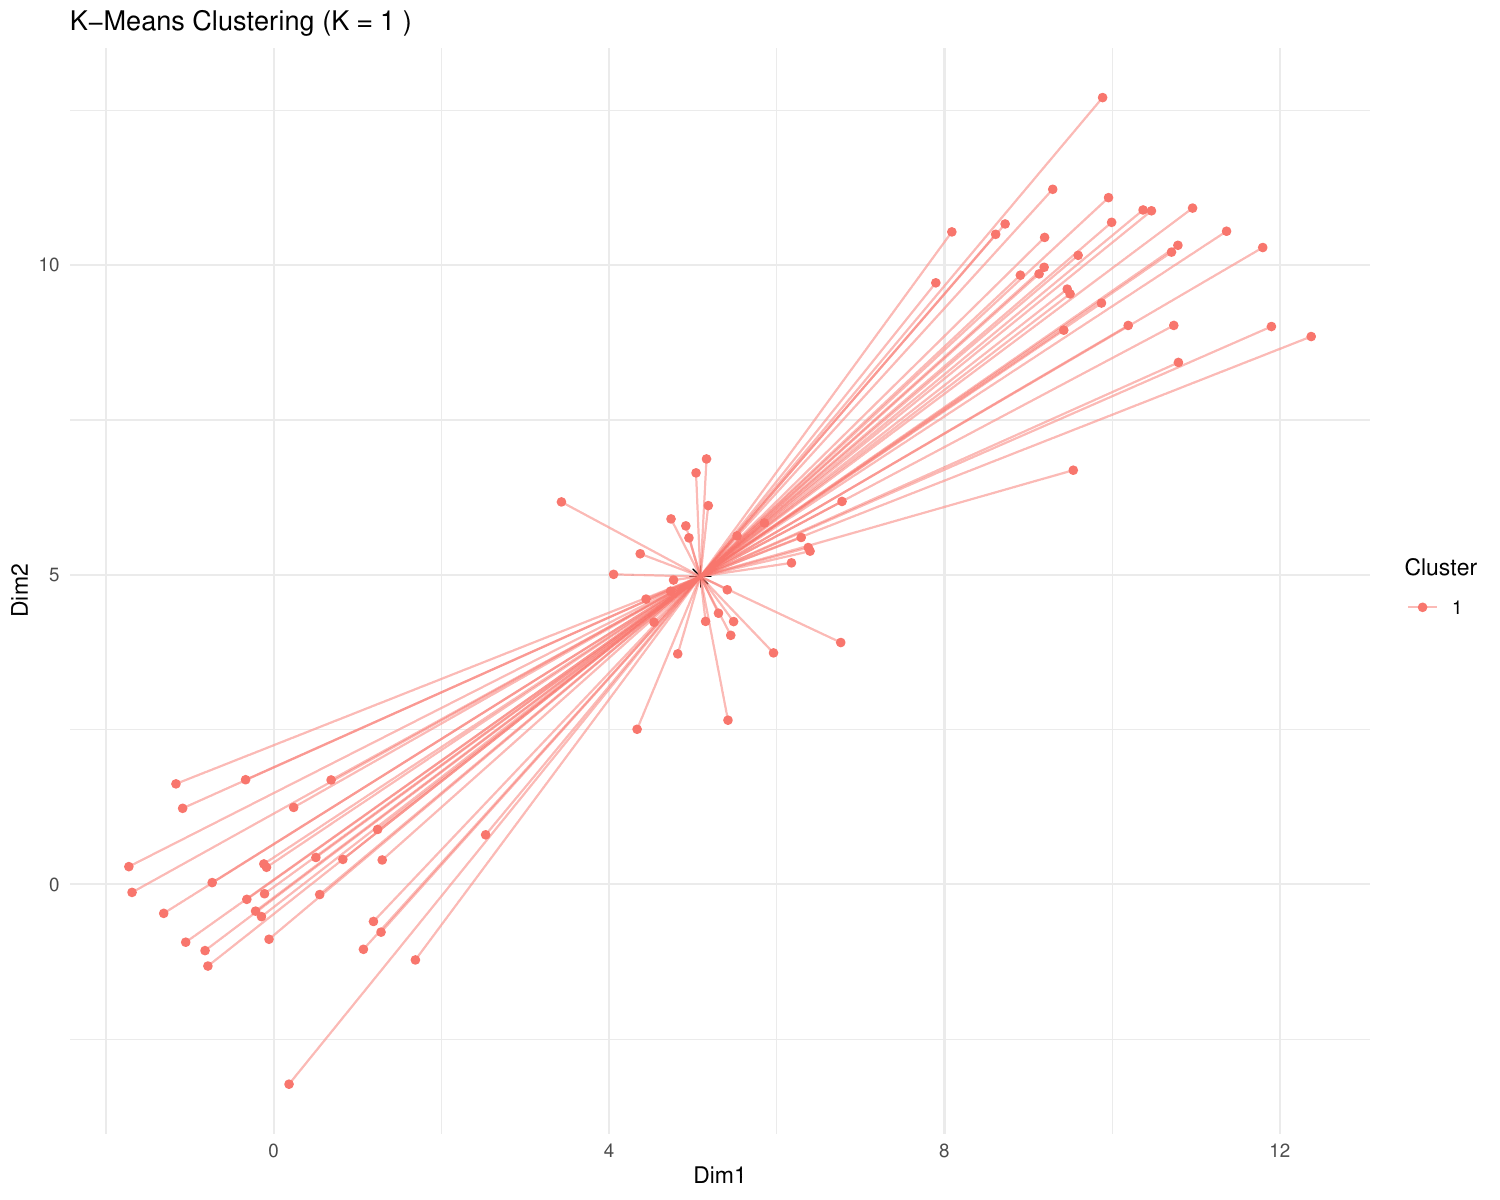 K−Means Clustering (K = 1 )
10
5
0
Dim2
0
4
8
12
Dim1
Cluster
1